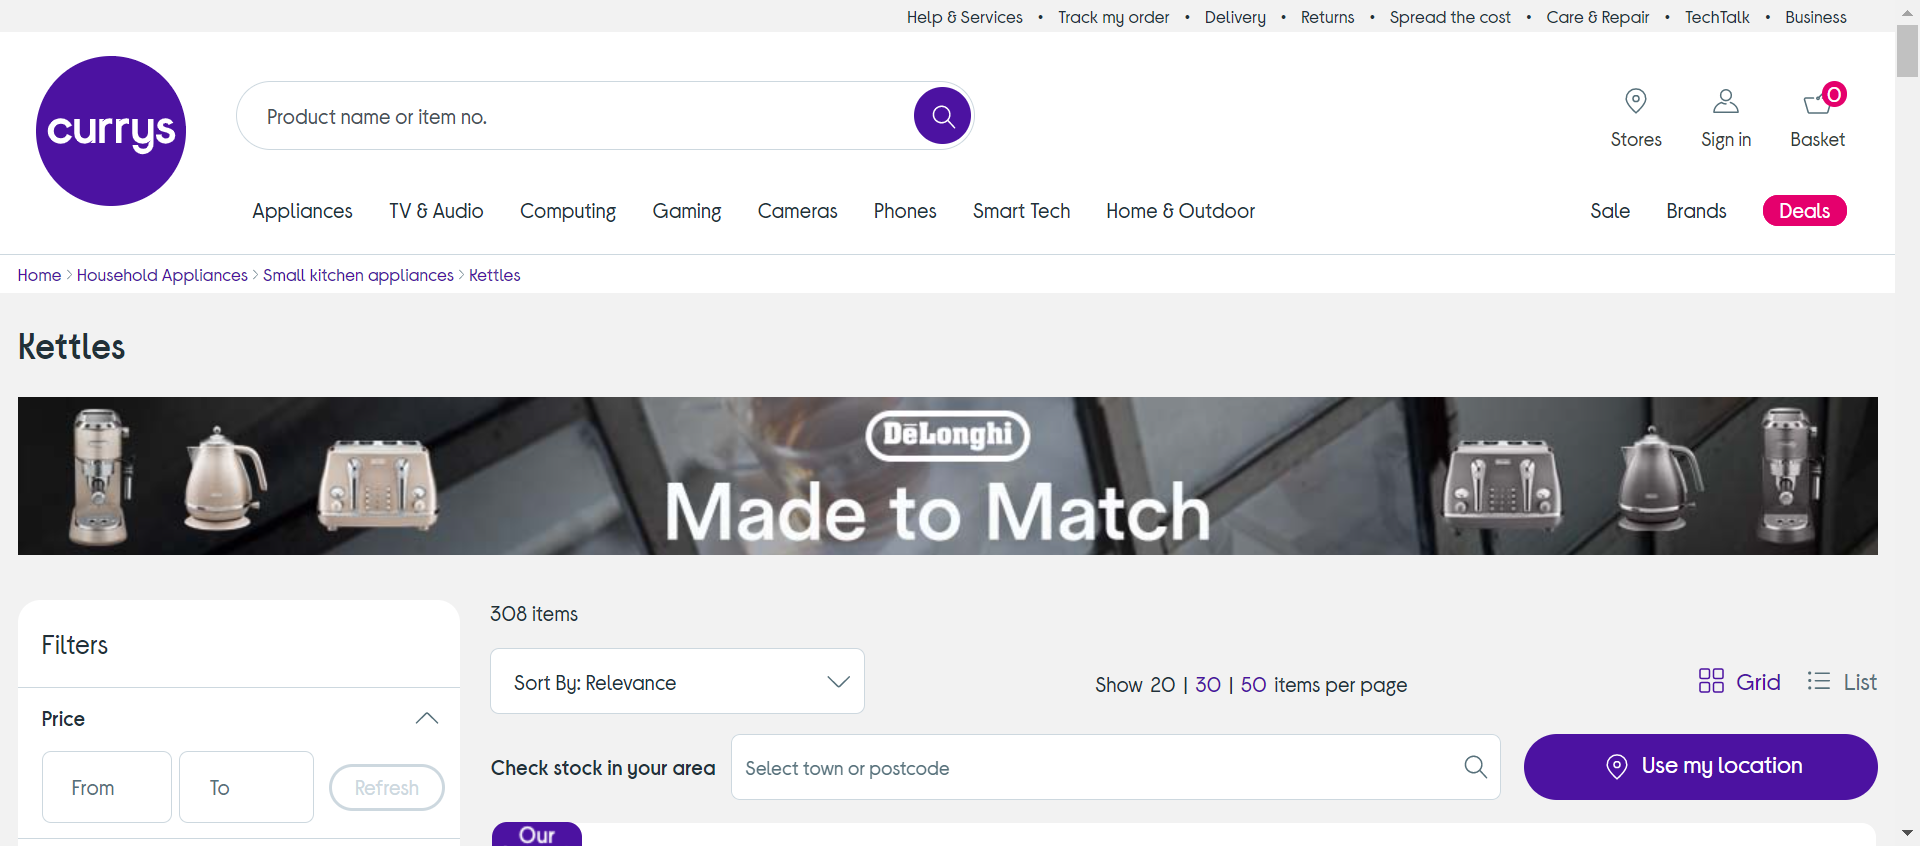 Help & Services • Track my order • Delivery • Returns • Spread the cost • Care & Repair • TechTalk • Business
currys
Product name or item no.
Stores
Sign in
0
Basket
Appliances TV & Audio Computing Gaming Cameras Phones Smart Tech Home & Outdoor Sale Brands Deals
Home > Household Appliances > Small kitchen appliances > Kettles
Kettles
DēLonghi
Made to Match
308 items
Filters
Sort By: Relevance
Show 20 | 30 | 50 items per page
Grid
List
Price
From
To
Refresh
Check stock in your area
Select town or postcode
Use my location
Our